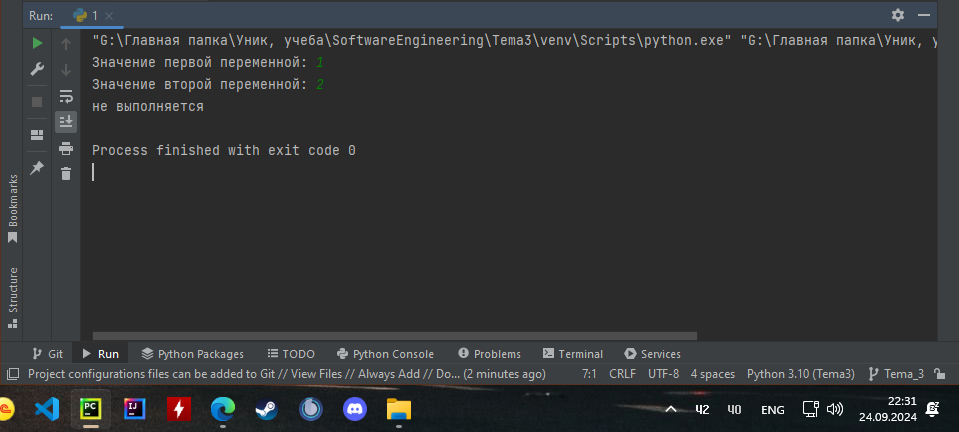 Run:
1
"G:\Главная папка\Уник, учеба\SoftwareEngineering\Tema3\venv\Scripts\python.exe" "G:\Главная папка\Уник, у
Значение первой переменной: 1
Значение второй переменной: 2
не выполняется
Process finished with exit code 0
Bookmarks
Structure
Git Run Python Packages TODO Python Console Problems Terminal Services
Project configurations files can be added to Git // View Files // Always Add // Do... (2 minutes ago) 7:1 CRLF UTF-8 4 spaces Python 3.10 (Tema3) Tema_3
PC IJ Ч2 ЧO ENG 22:31
24.09.2024